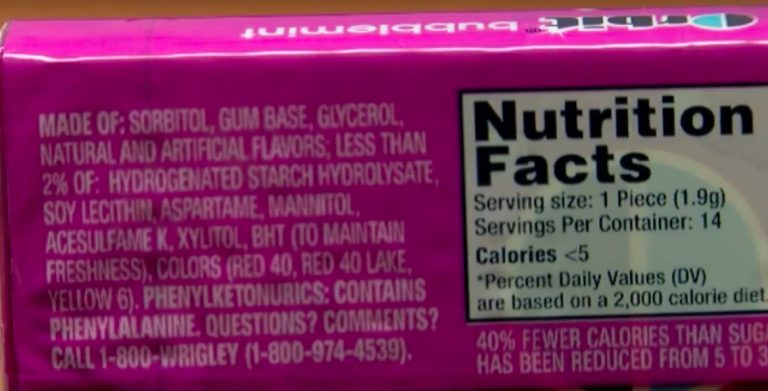 Orbit bubblemint
MADE OF: SORBITOL, GUM BASE, GLYCEROL,
NATURAL AND ARTIFICIAL FLAVORS; LESS THAN
2% OF: HYDROGENATED STARCH HYDROLYSATE,
SOY LECITHIN, ASPARTAME, MANNITOL,
ACESULFAME K, XYLITOL, BHT (TO MAINTAIN
FRESHNESS), COLORS (RED 40, RED 40 LAKE,
YELLOW 6). PHENYLKETONURICS: CONTAINS
PHENYLALANINE. QUESTIONS? COMMENTS?
CALL 1-800-WRIGLEY (1-800-974-4539).
Nutrition
Facts
Serving size: 1 Piece (1.9g)
Servings Per Container: 14
Calories <5
*Percent Daily Values (DV)
are based on a 2,000 calorie diet.
40% FEWER CALORIES THAN
HAS BEEN REDUCED FROM 5 TO 3